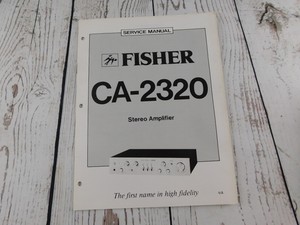 SERVICE MANUAL
FISHER
CA-2320
Stereo Amplifier
The first name in high fidelity